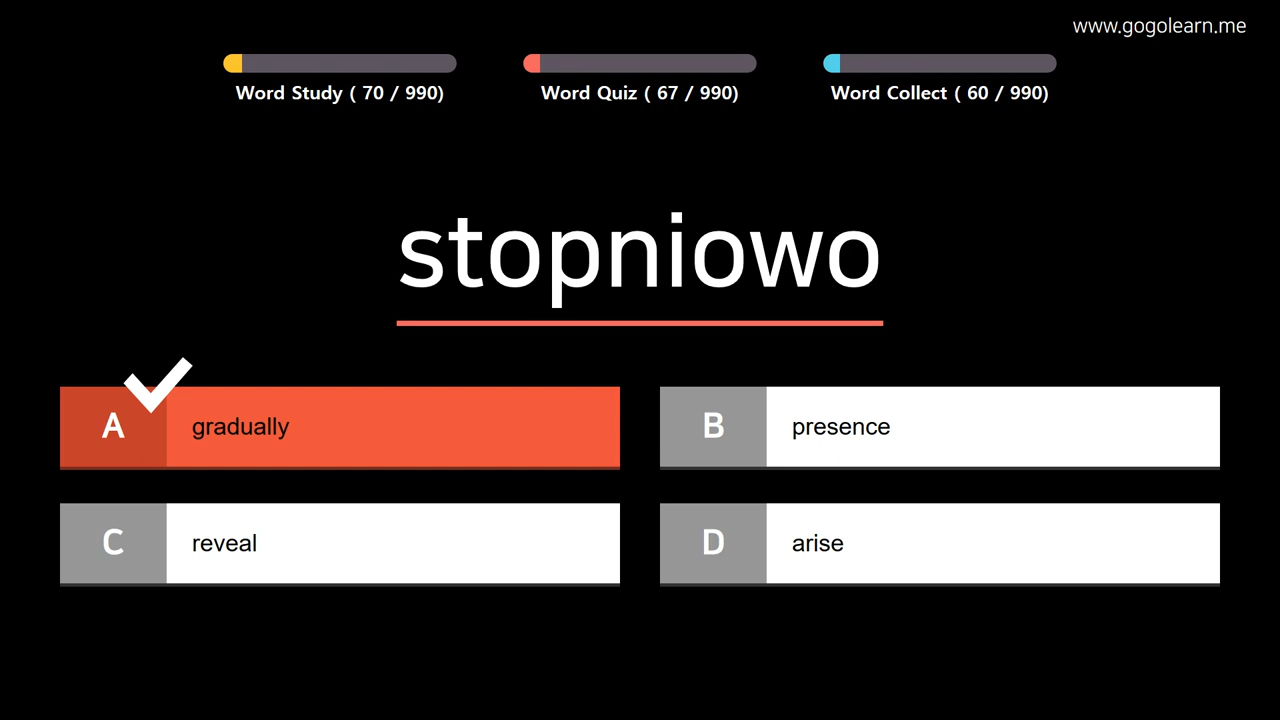 www.gogolearn.me
Word Study ( 70 / 990)
Word Quiz ( 67 / 990)
Word Collect ( 60 / 990)
stopniowo
A gradually
B presence
C reveal
D arise